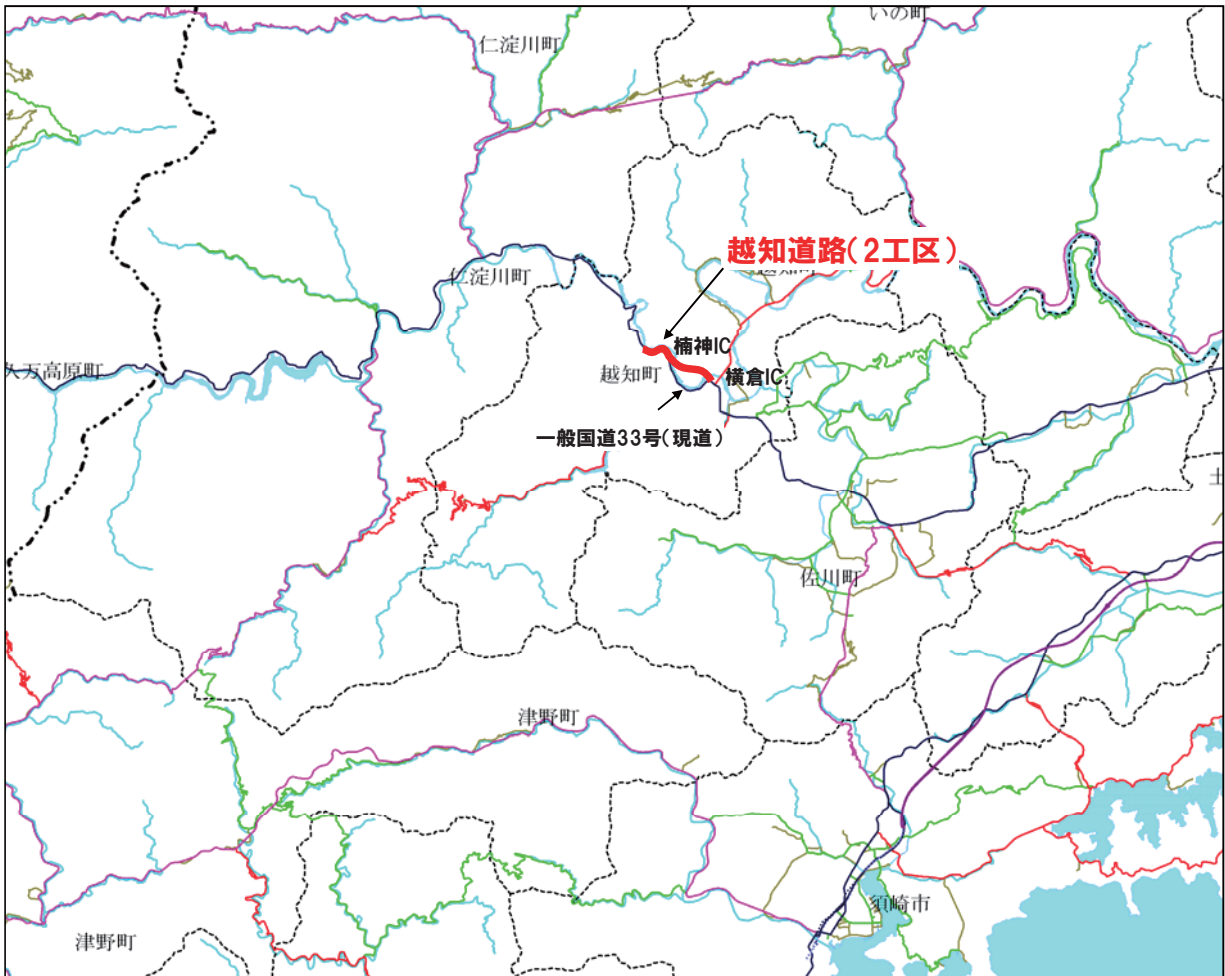 いの町
仁淀川町
越知道路(2工区)
仁淀川町
楠神IC
久万高原町
越知町
横倉IC
一般国道33号(現道)
土
佐川町
津野町
須崎市
津野町